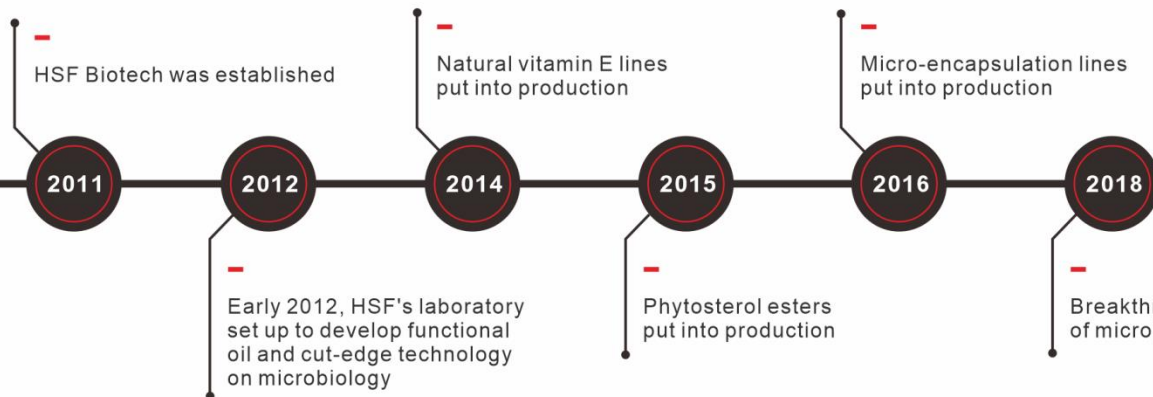 HSF Biotech was established
Natural vitamin E lines
put into production
Micro-encapsulation lines
put into production
2011
2012
2014
2015
2016
2018
Early 2012, HSF's laboratory
set up to develop functional
oil and cut-edge technology
on microbiology
Phytosterol esters
put into production
of